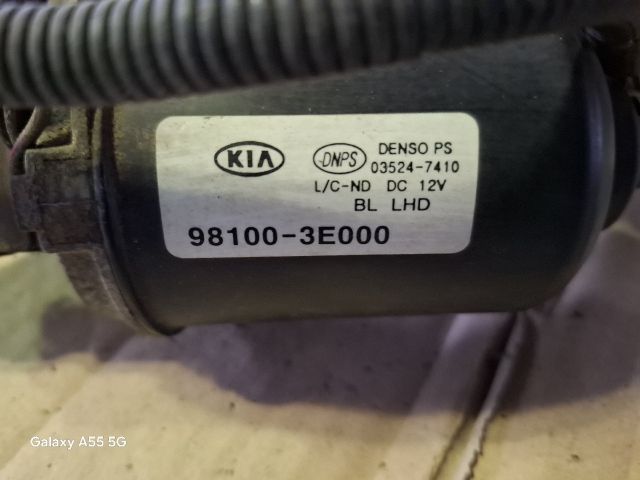 KIA
DNPS
DENSO PS
03524-7410
L/C-ND DC 12V
BL LHD
98100-3E000
Galaxy A55 5G